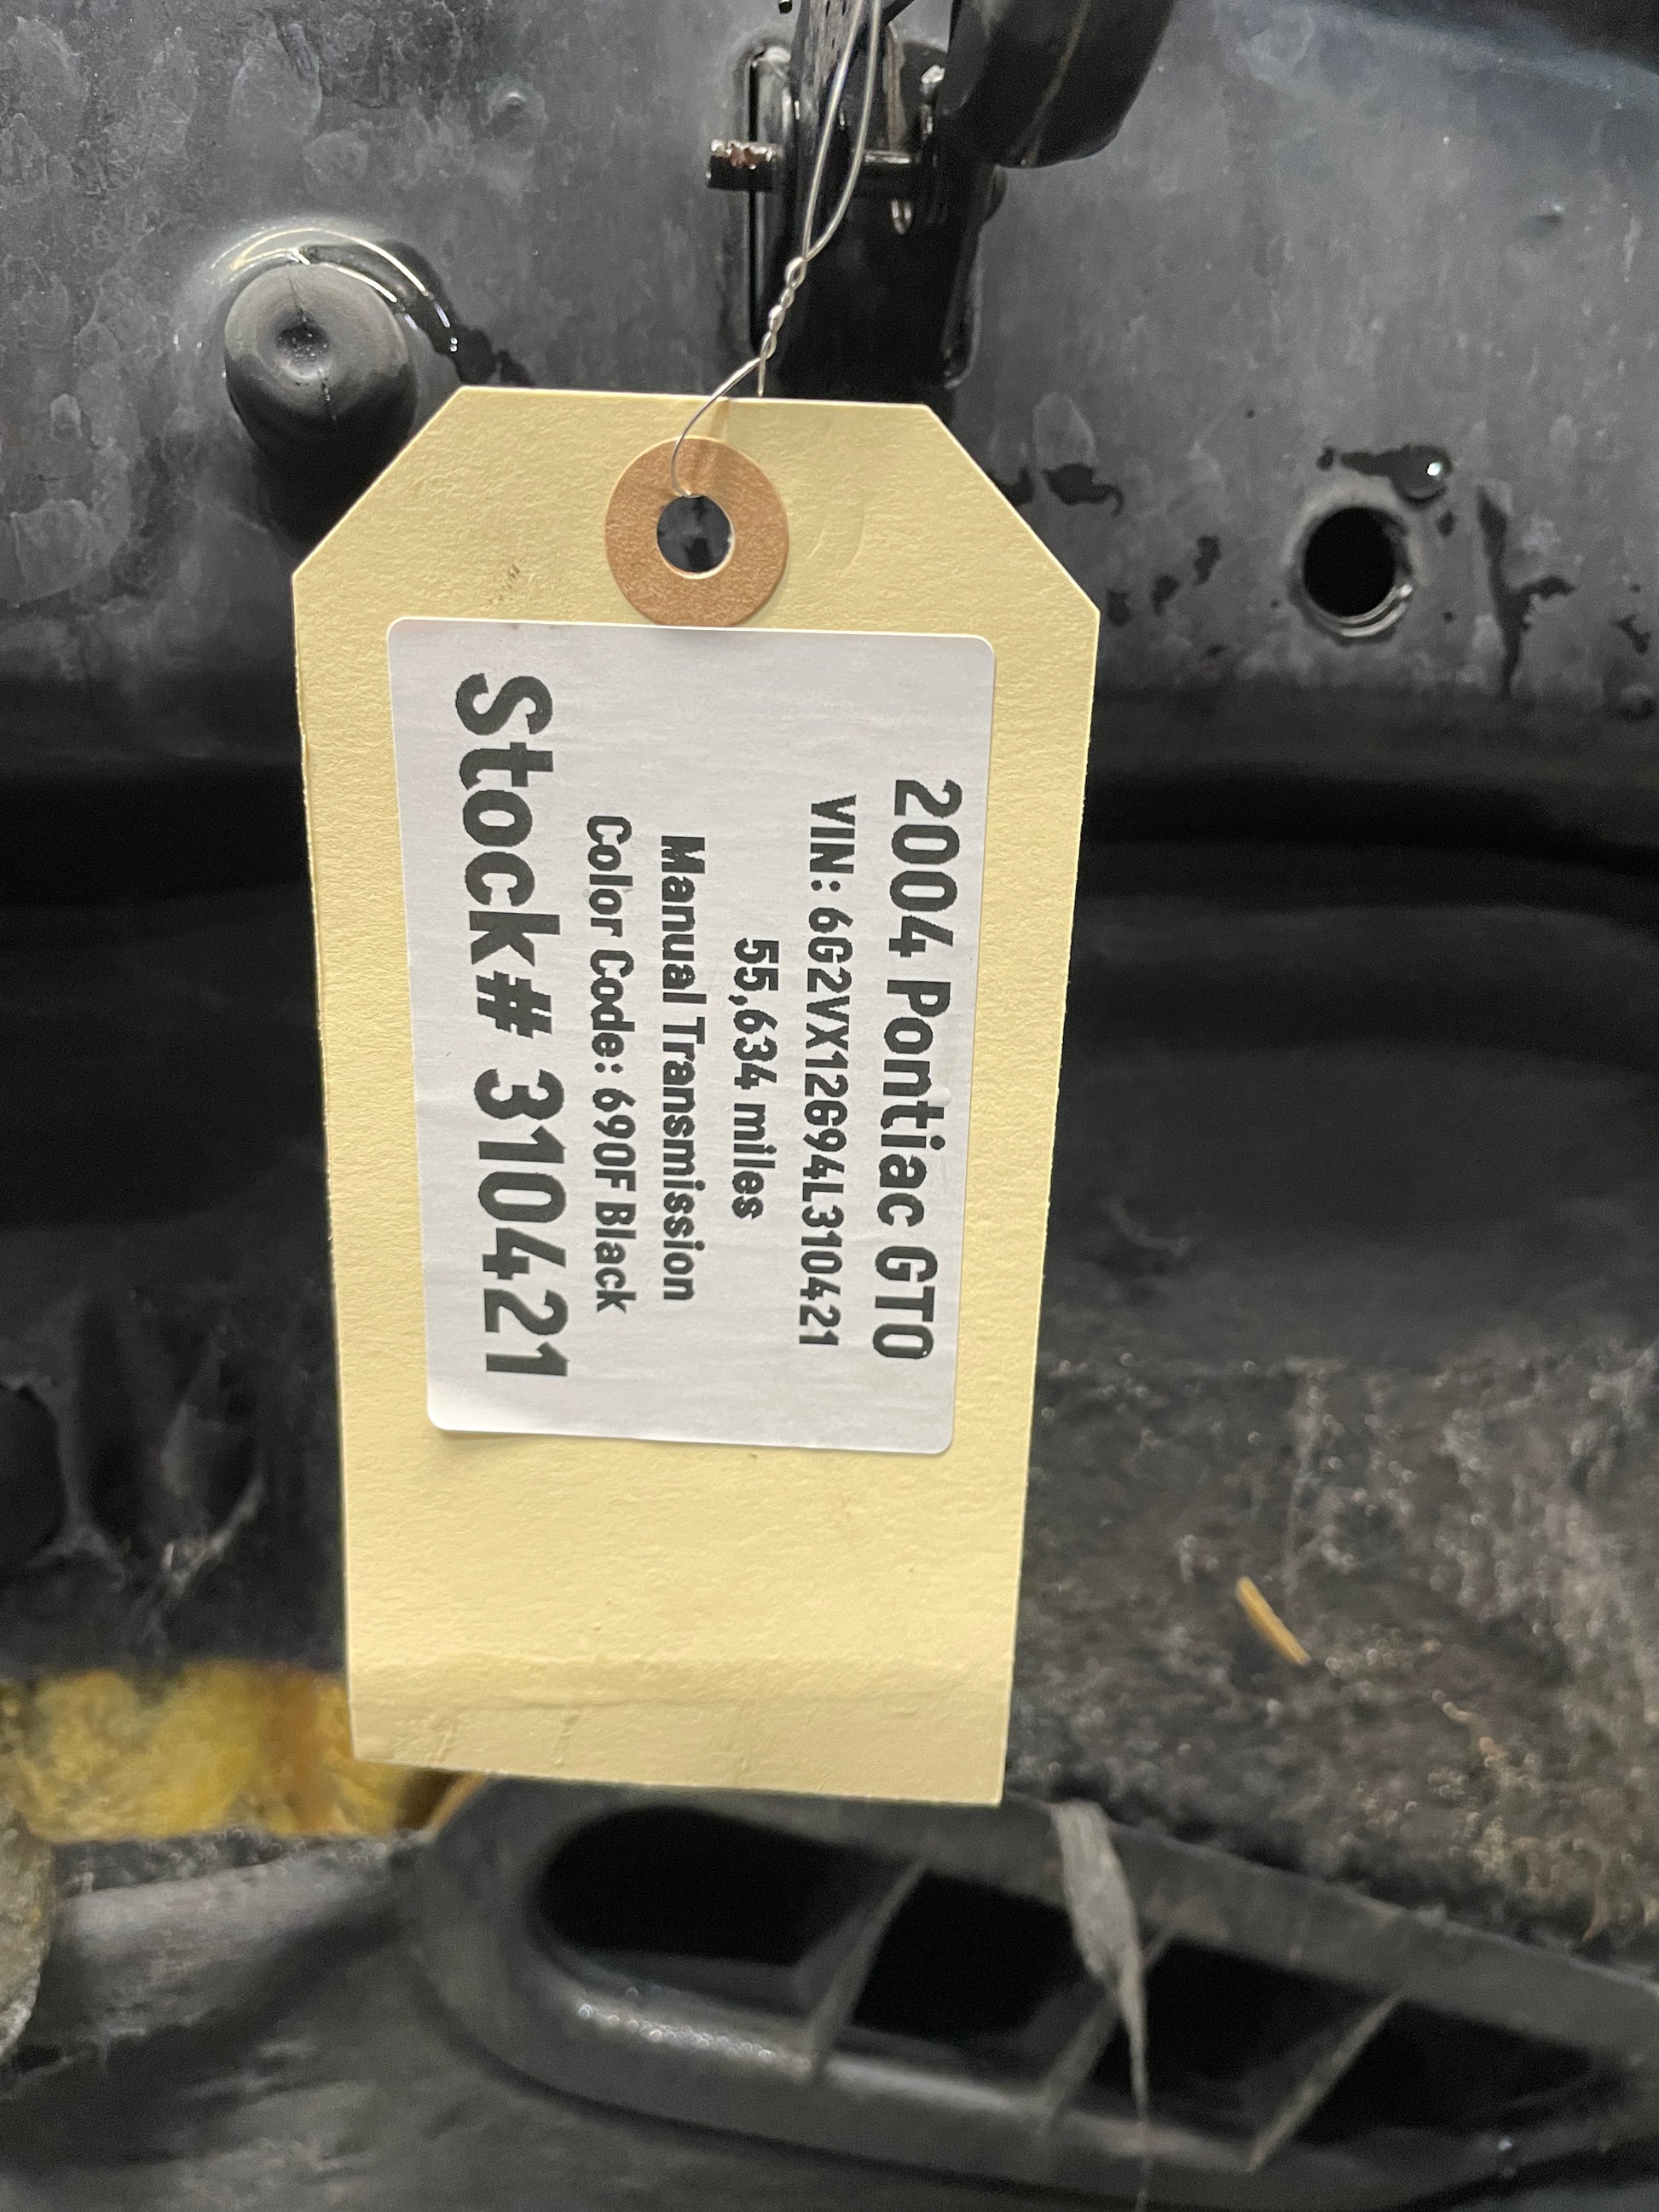 2004 Pontiac GTO
VIN: 6G2VX12G94L310421
55,634 miles
Manual Transmission
Color Code: 690F Black
Stock# 310421